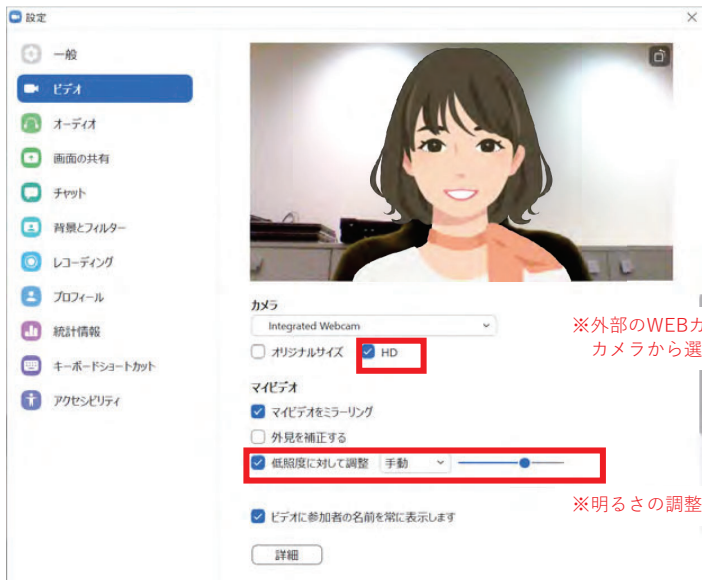 設定
一般
ビデオ
オーディオ
画面の共有
チャット
背景とフィルター
レコーディング
プロフィール
統計情報
キーボードショートカット
アクセシビリティ
カメラ
Integrated Webcam
オリジナルサイズ HD
マイビデオ
マイビデオをミラーリング
外見を補正する
低照度に対して調整 手動
ビデオに参加者の名前を常に表示します
詳細
※外部のWEBカ
カメラから選
※明るさの調整